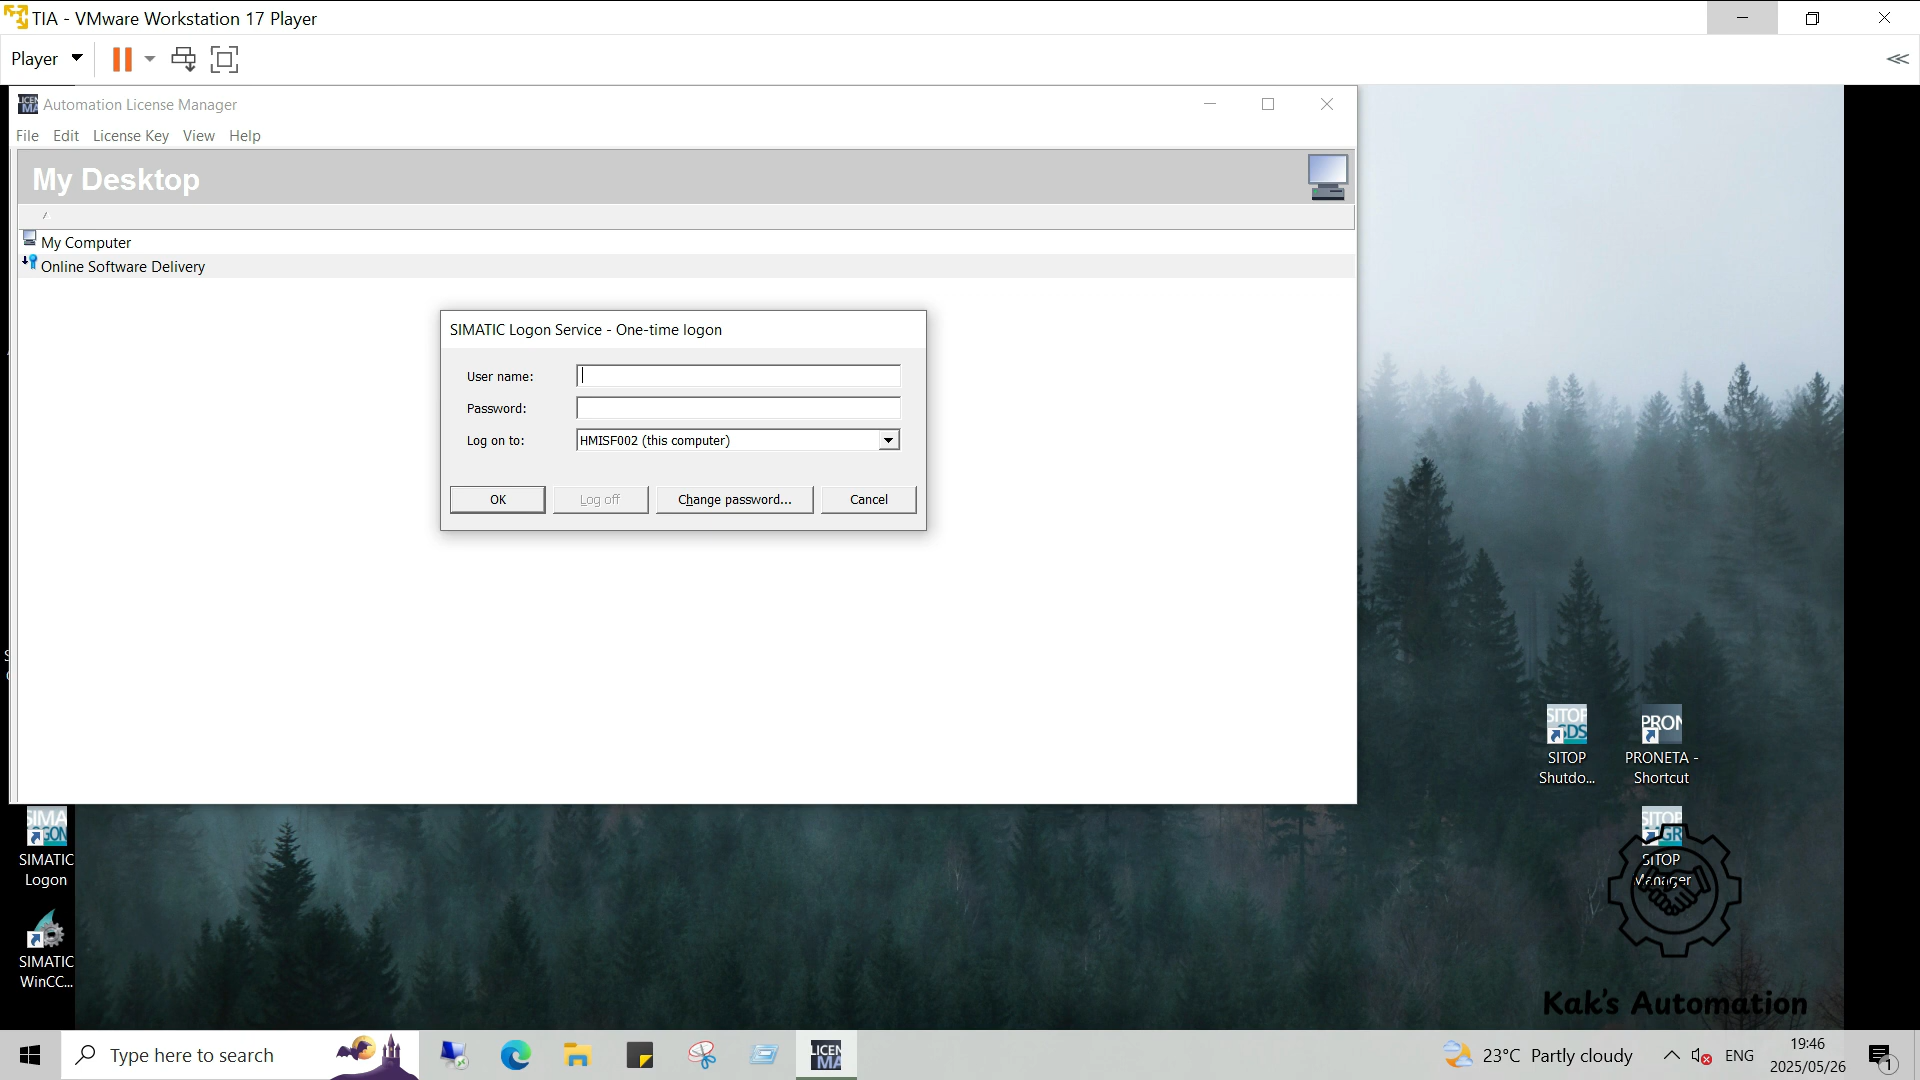 TIA - VMware Workstation 17 Player
Player
Automation License Manager
File Edit License Key View Help
My Desktop
My Computer
Online Software Delivery
SIMATIC Logon Service - One-time logon
User name:
Password:
Log on to: HMISF002 (this computer)
OK Log off Change password... Cancel
SITOP
Shutdo...
PRONETA -
Shortcut
SITOP
Manager
SIMATIC
Logon
SIMATIC
WinCC...
Kak's Automation
Type here to search
23°C Partly cloudy
ENG
19:46
2025/05/26
1